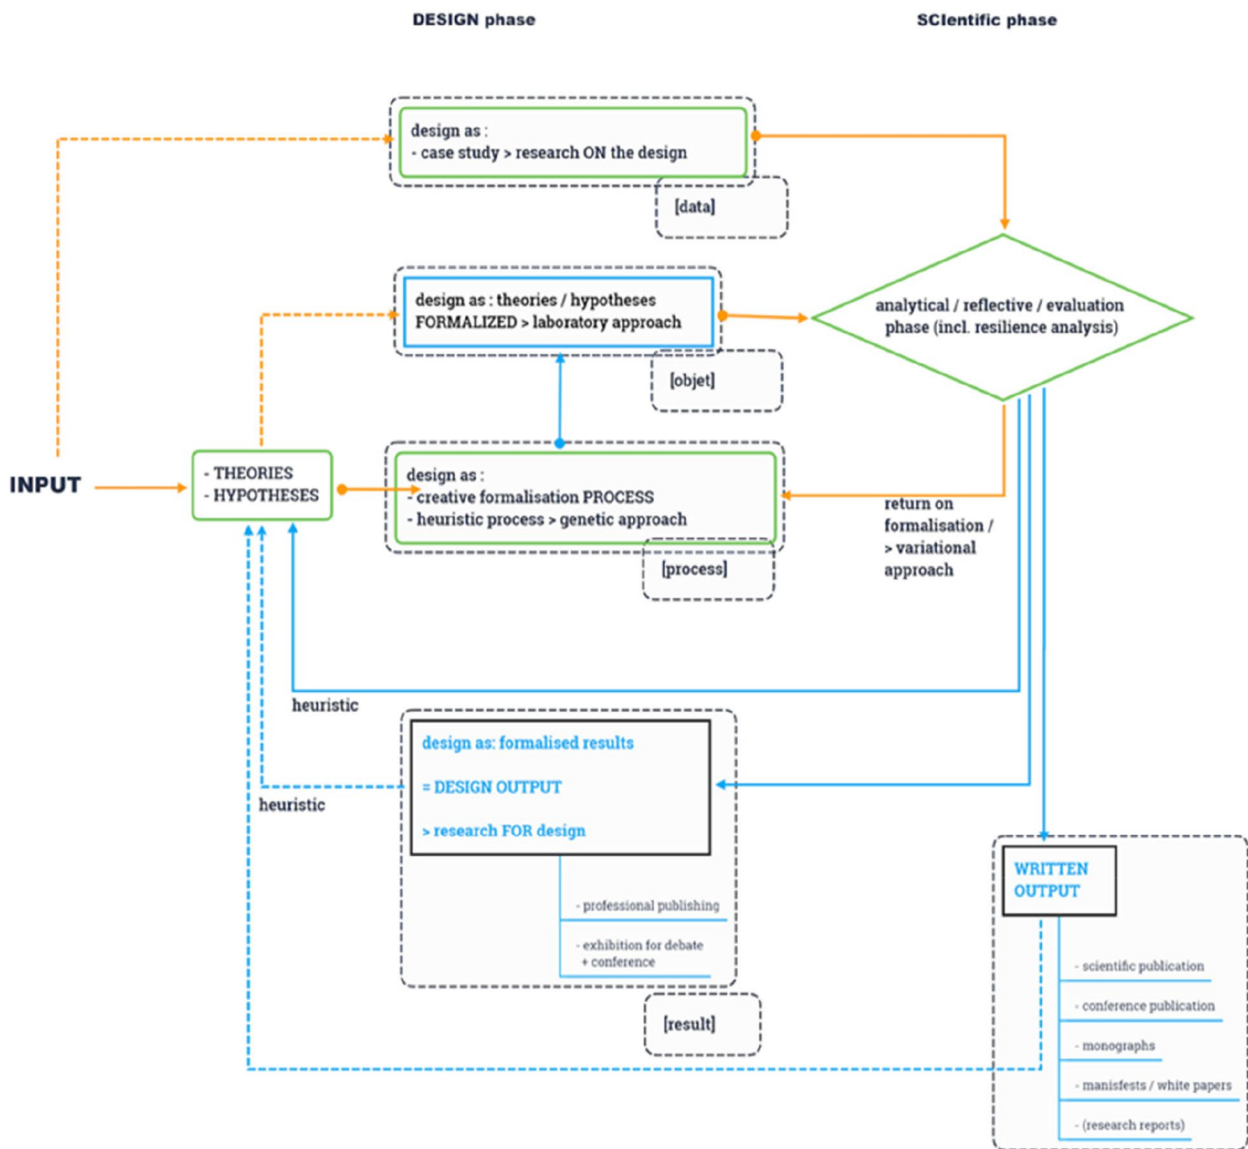 DESIGN phase
SCIentific phase
design as :
- case study > research ON the design
[data]
design as : theories / hypotheses
FORMALIZED > laboratory approach
[objet]
analytical / reflective / evaluation
phase (incl. resilience analysis)
INPUT
- THEORIES
- HYPOTHESES
design as :
- creative formalisation PROCESS
- heuristic process > genetic approach
[process]
return on
formalisation /
> variational
approach
heuristic
design as: formalised results
= DESIGN OUTPUT
> research FOR design
heuristic
- professional publishing
- exhibition for debate
+ conference
[result]
WRITTEN
OUTPUT
- scientific publication
- conference publication
- monographs
- manisfests / white papers
- (research reports)